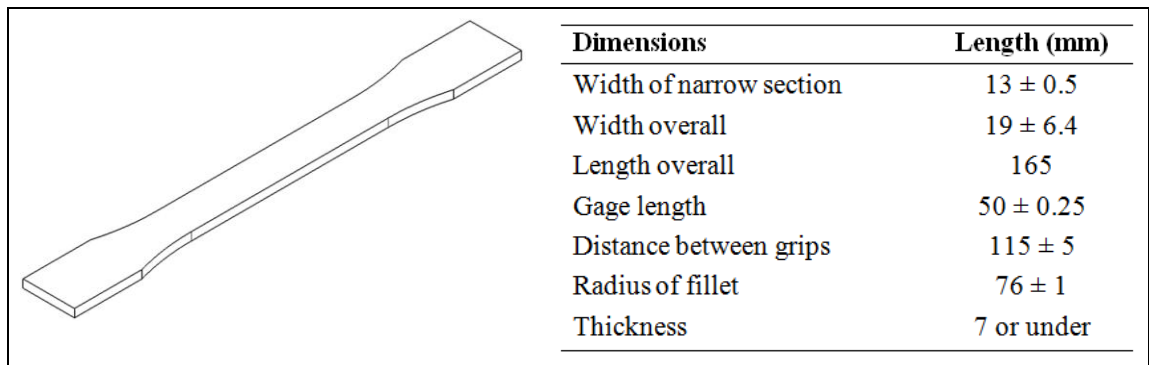 Dimensions Length (mm)
Width of narrow section 13 ± 0.5
Width overall 19 ± 6.4
Length overall 165
Gage length 50 ± 0.25
Distance between grips 115 ± 5
Radius of fillet 76 ± 1
Thickness 7 or under